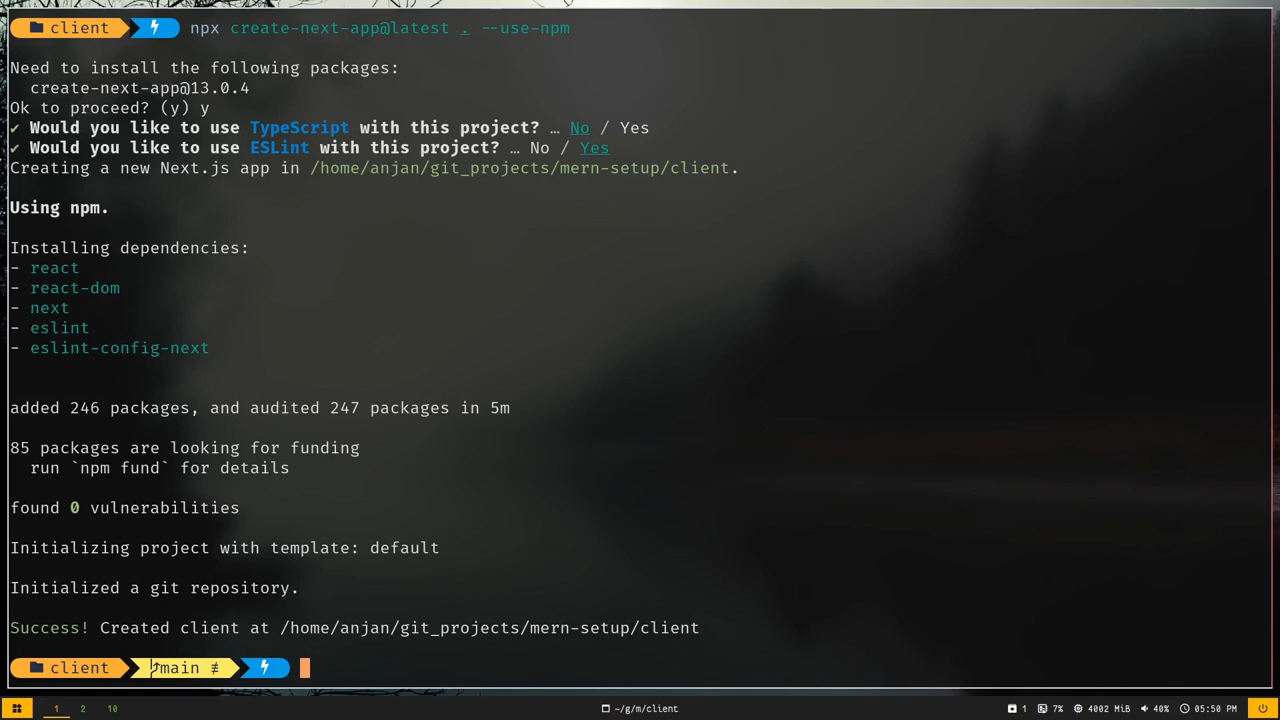 client npx create-next-app@latest . --use-npm
Need to install the following packages:
create-next-app@13.0.4
Ok to proceed? (y) y
✔ Would you like to use TypeScript with this project? … No / Yes
✔ Would you like to use ESLint with this project? … No / Yes
Creating a new Next.js app in /home/anjan/git_projects/mern-setup/client.
Using npm.
Installing dependencies:
- react
- react-dom
- next
- eslint
- eslint-config-next
added 246 packages, and audited 247 packages in 5m
85 packages are looking for funding
run `npm fund` for details
found 0 vulnerabilities
Initializing project with template: default
Initialized a git repository.
Success! Created client at /home/anjan/git_projects/mern-setup/client
client main ≢
1 2 10 ~/g/m/client 1 7% 4002 MiB 40% 05:50 PM